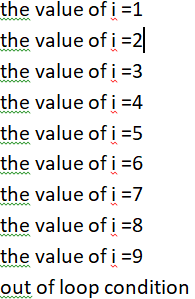 the value of i =1
the value of i =2
the value of i =3
the value of i =4
the value of i =5
the value of i =6
the value of i =7
the value of i =8
the value of i =9
out of loop condition